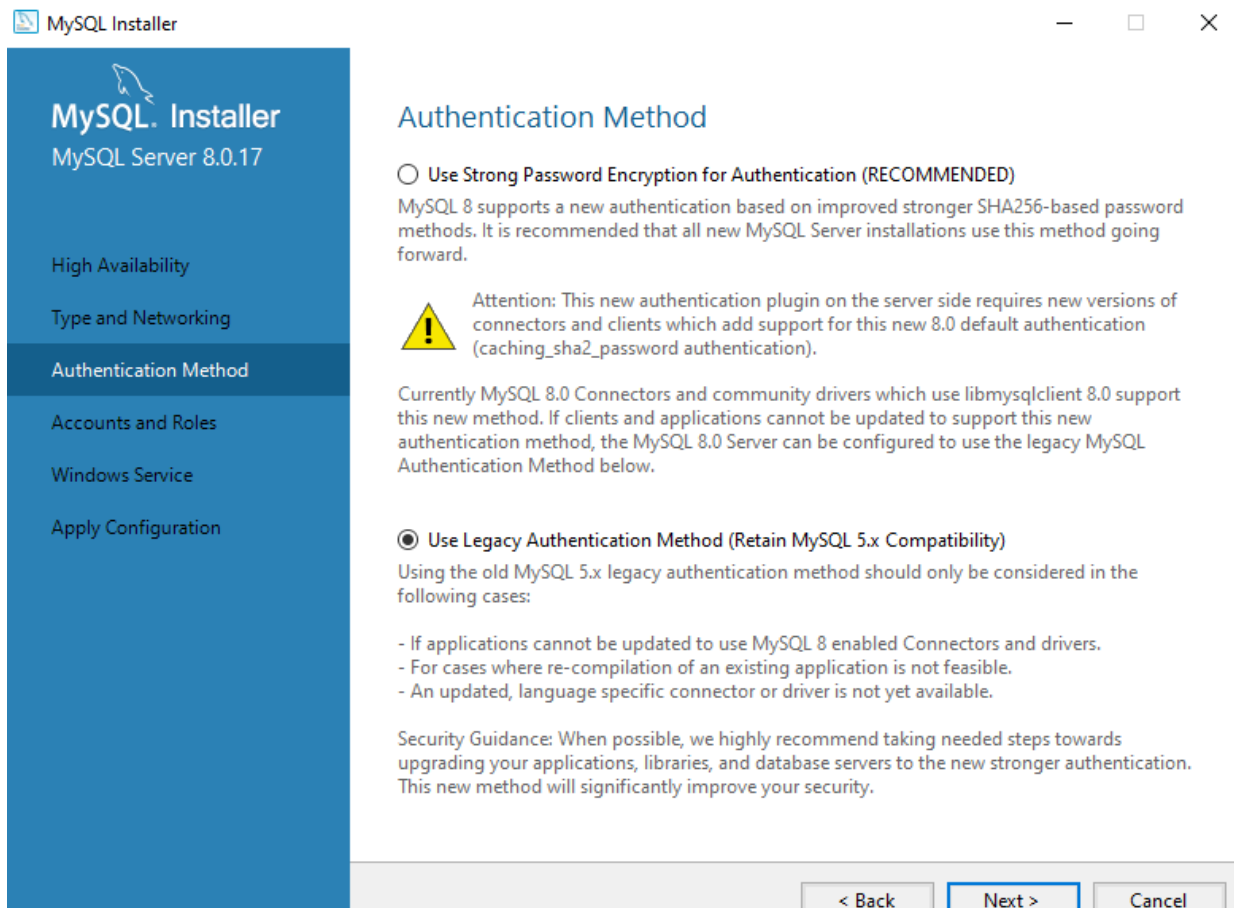 MySQL Installer
MySQL. Installer
MySQL Server 8.0.17
High Availability
Type and Networking
Authentication Method
Accounts and Roles
Windows Service
Apply Configuration
Authentication Method
Use Strong Password Encryption for Authentication (RECOMMENDED)
MySQL 8 supports a new authentication based on improved stronger SHA256-based password
methods. It is recommended that all new MySQL Server installations use this method going
forward.
Attention: This new authentication plugin on the server side requires new versions of
connectors and clients which add support for this new 8.0 default authentication
(caching_sha2_password authentication).
Currently MySQL 8.0 Connectors and community drivers which use libmysqlclient 8.0 support
this new method. If clients and applications cannot be updated to support this new
authentication method, the MySQL 8.0 Server can be configured to use the legacy MySQL
Authentication Method below.
Use Legacy Authentication Method (Retain MySQL 5.x Compatibility)
Using the old MySQL 5.x legacy authentication method should only be considered in the
following cases:
- If applications cannot be updated to use MySQL 8 enabled Connectors and drivers.
- For cases where re-compilation of an existing application is not feasible.
- An updated, language specific connector or driver is not yet available.
Security Guidance: When possible, we highly recommend taking needed steps towards
upgrading your applications, libraries, and database servers to the new stronger authentication.
This new method will significantly improve your security.
< Back Next > Cancel